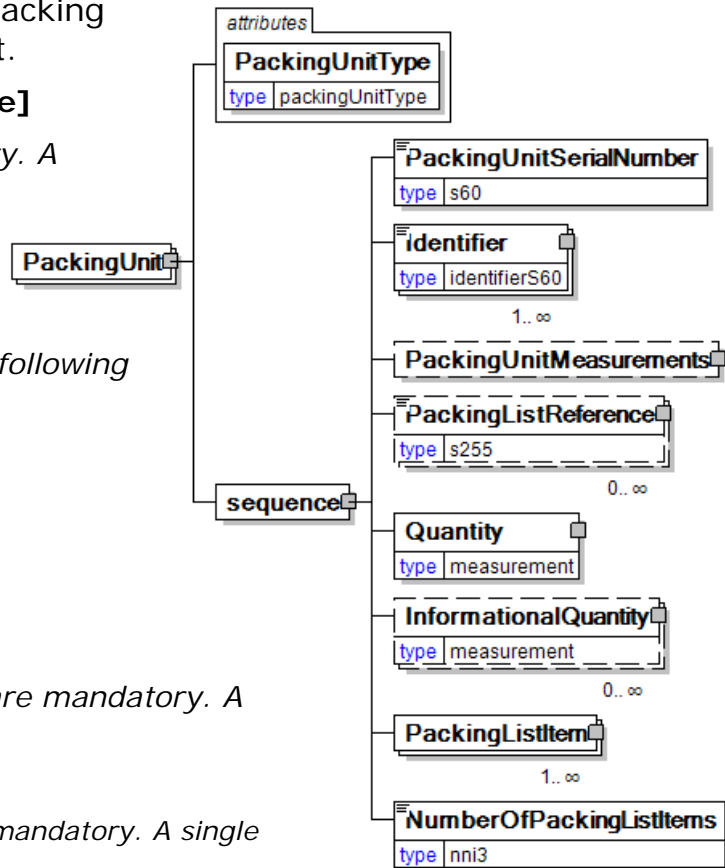 acking
t.
e]
y. A
following
are mandatory. A
mandatory. A single
attributes
PackingUnitType
type packingUnitType
PackingUnit
sequence
PackingUnitSerialNumber
type s60
Identifier
type identifierS60
1.. ∞
PackingUnitMeasurements
PackingListReference
type s255
0.. ∞
Quantity
type measurement
InformationalQuantity
type measurement
0.. ∞
PackingListItem
1.. ∞
NumberOfPackingListItems
type nni3